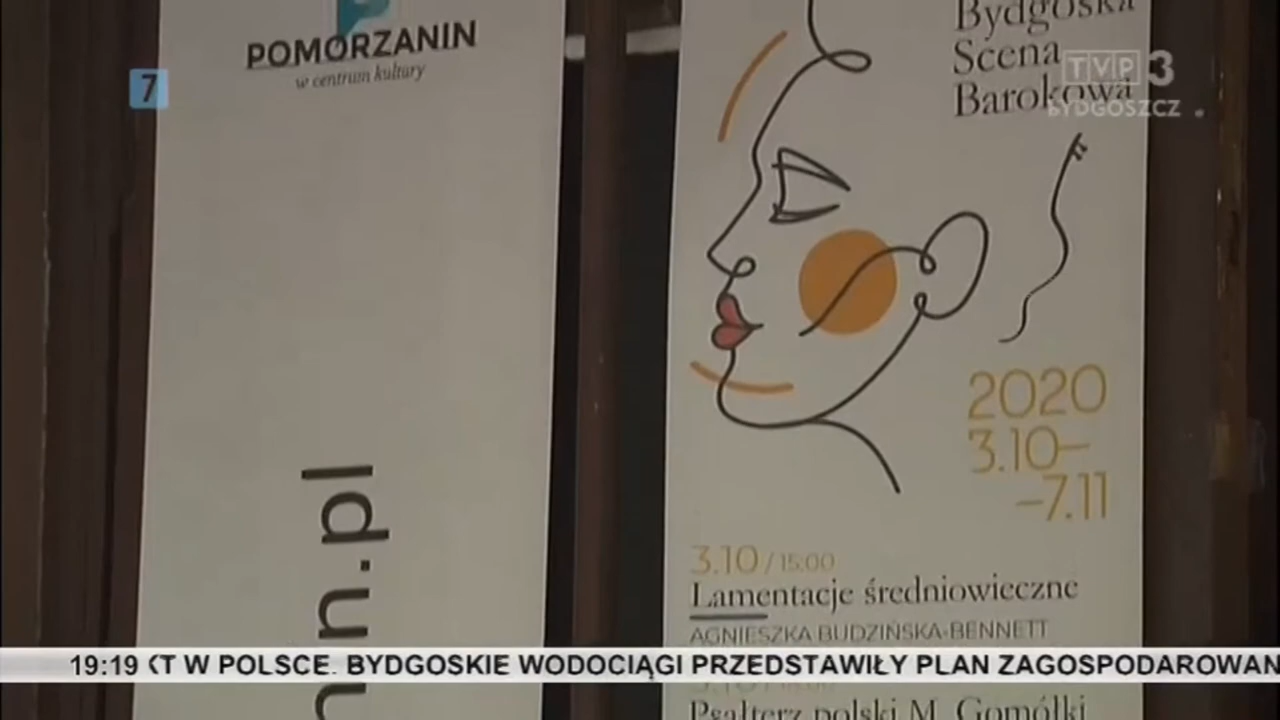 POMORZANIN
w centrum kultury
7
n.pl
Bydgoska
Scena
Barokowa
TVP3
BYDGOSZCZ
2020
3.10–
–7.11
3.10 / 15:00
Lamentacje średniowieczne
AGNIESZKA BUDZIŃSKA-BENNETT
Psałterz polski M. Gomółki
19:19 KT W POLSCE. BYDGOSKIE WODOCIĄGI PRZEDSTAWIŁY PLAN ZAGOSPODAROWAN